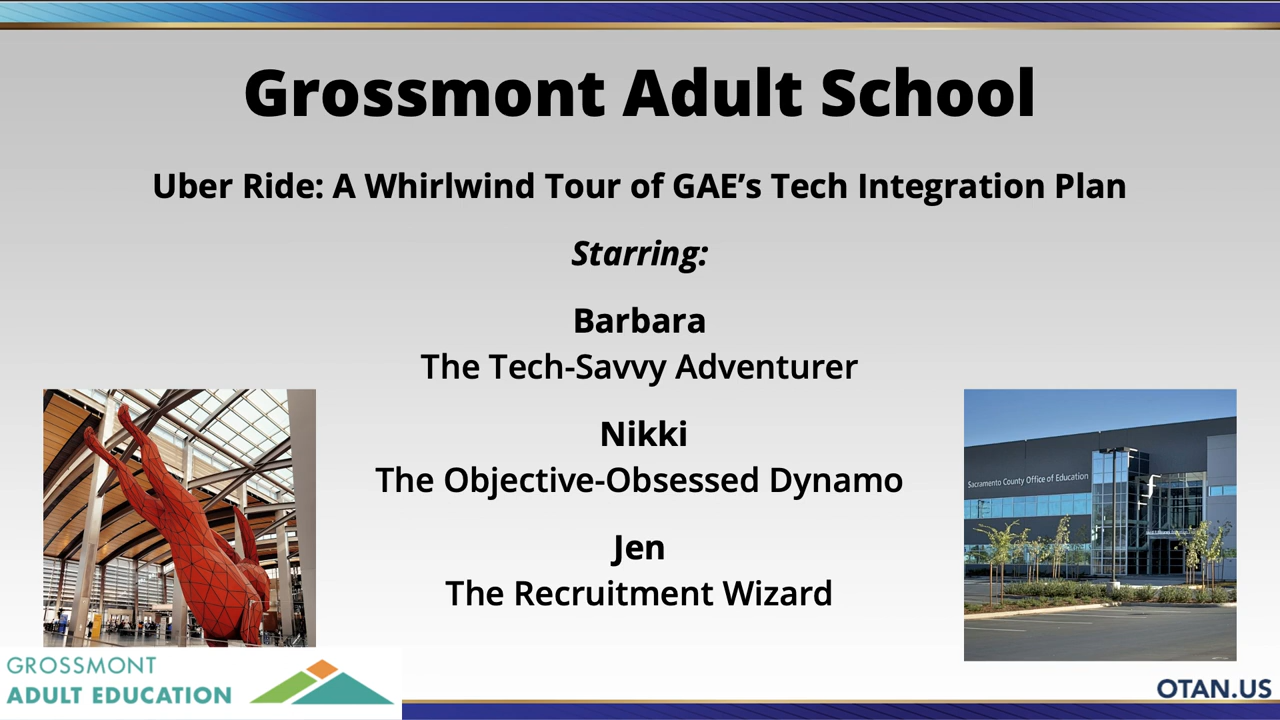 Grossmont Adult School
Uber Ride: A Whirlwind Tour of GAE’s Tech Integration Plan
Starring:
Barbara
The Tech-Savvy Adventurer
Nikki
The Objective-Obsessed Dynamo
Jen
The Recruitment Wizard
Sacramento County Office of Education
GROSSMONT
ADULT EDUCATION
OTAN.US